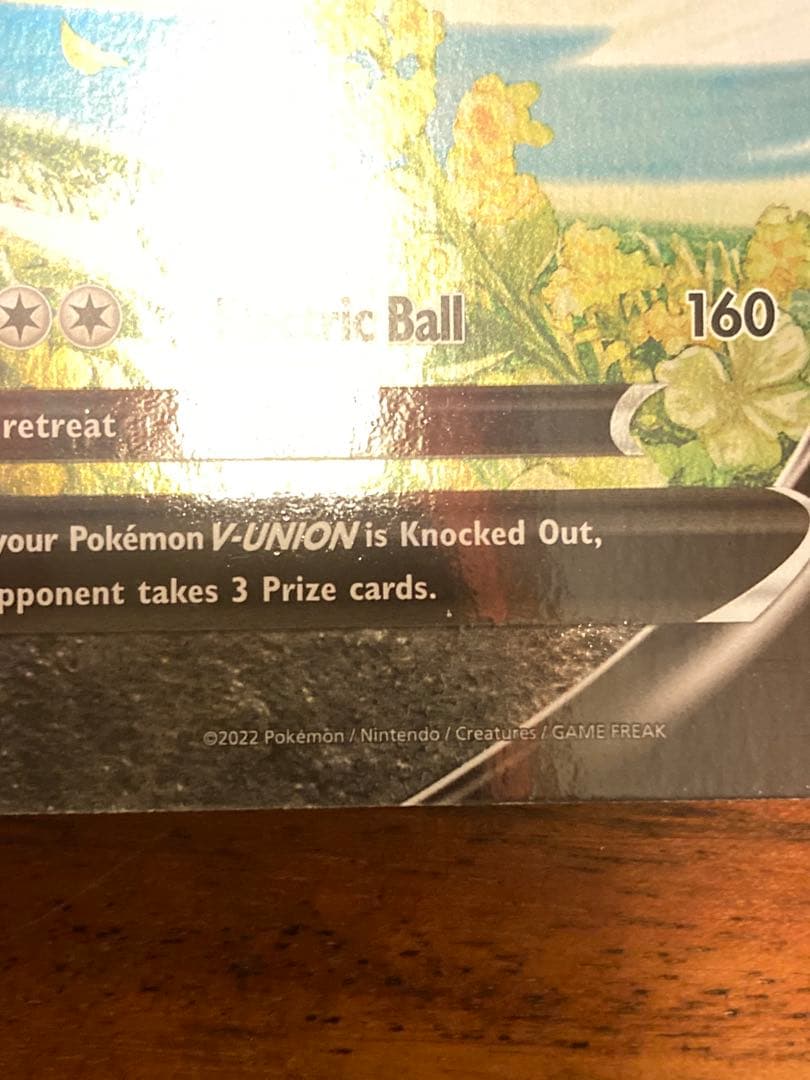 Electric Ball 160
retreat
your Pokémon V-UNION is Knocked Out,
pponent takes 3 Prize cards.
©2022 Pokémon / Nintendo / Creatures / GAME FREAK